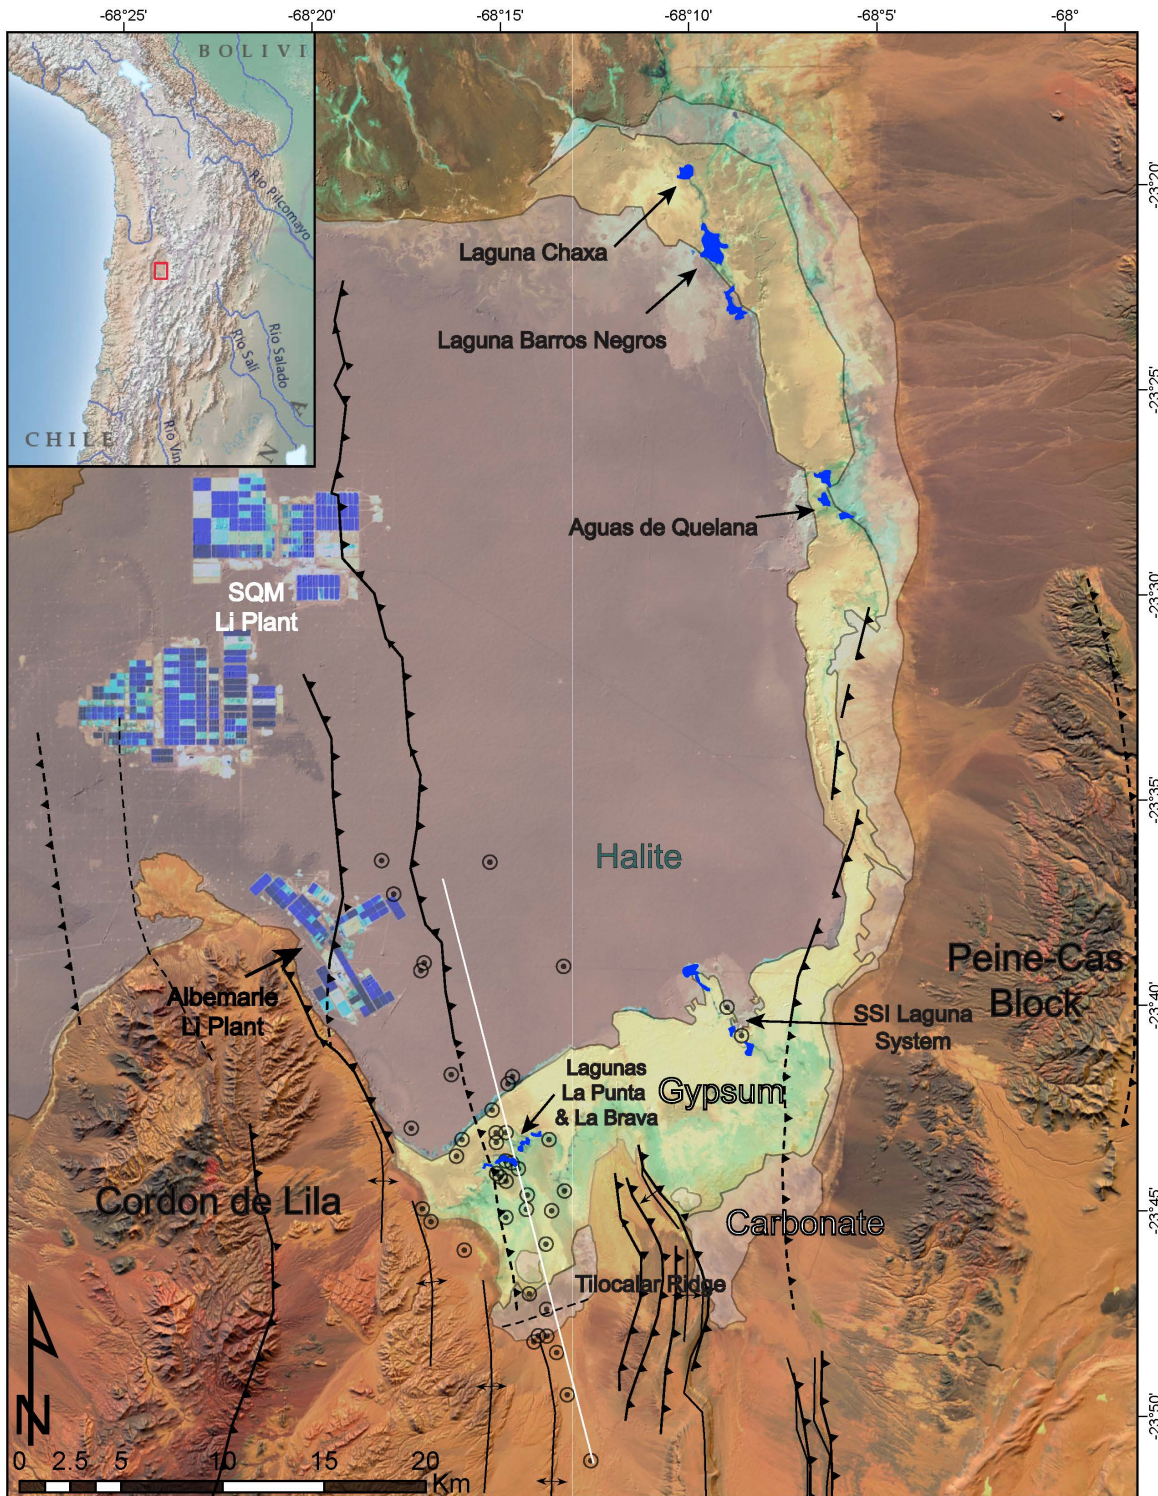 -68°25'
-68°20'
-68°15'
-68°10'
-68°5'
-68°
BOLIVI
Rio Pilcomayo
Rio Salado
Rio Sali
Rio Vin
CHILE
A
N
-23°20'
-23°25'
-23°30'
-23°35'
-23°40'
-23°45'
-23°50'
Laguna Chaxa
Laguna Barros Negros
Aguas de Quelana
SQM
Li Plant
Halite
Albemarle
Li Plant
Peine-Cas
Block
SSI Laguna
System
Lagunas
La Punta
& La Brava
Gypsum
Cordon de Lila
Carbonate
Tilocalar Ridge
N
0 2.5 5 10 15 20
Km